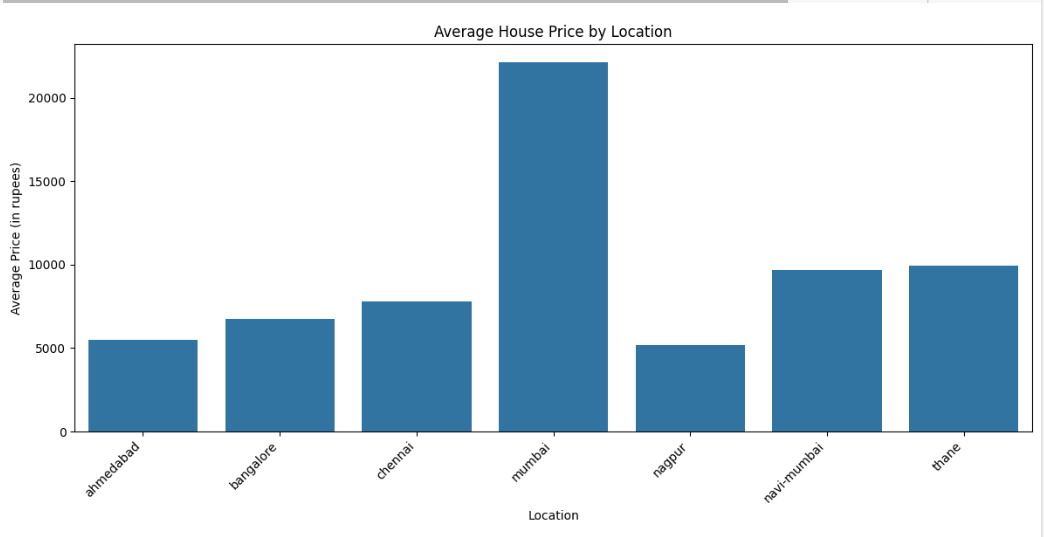 Average House Price by Location
Average Price (in rupees)
20000
15000
10000
5000
0
ahmedabad
bangalore
chennai
mumbai
nagpur
navi-mumbai
thane
Location